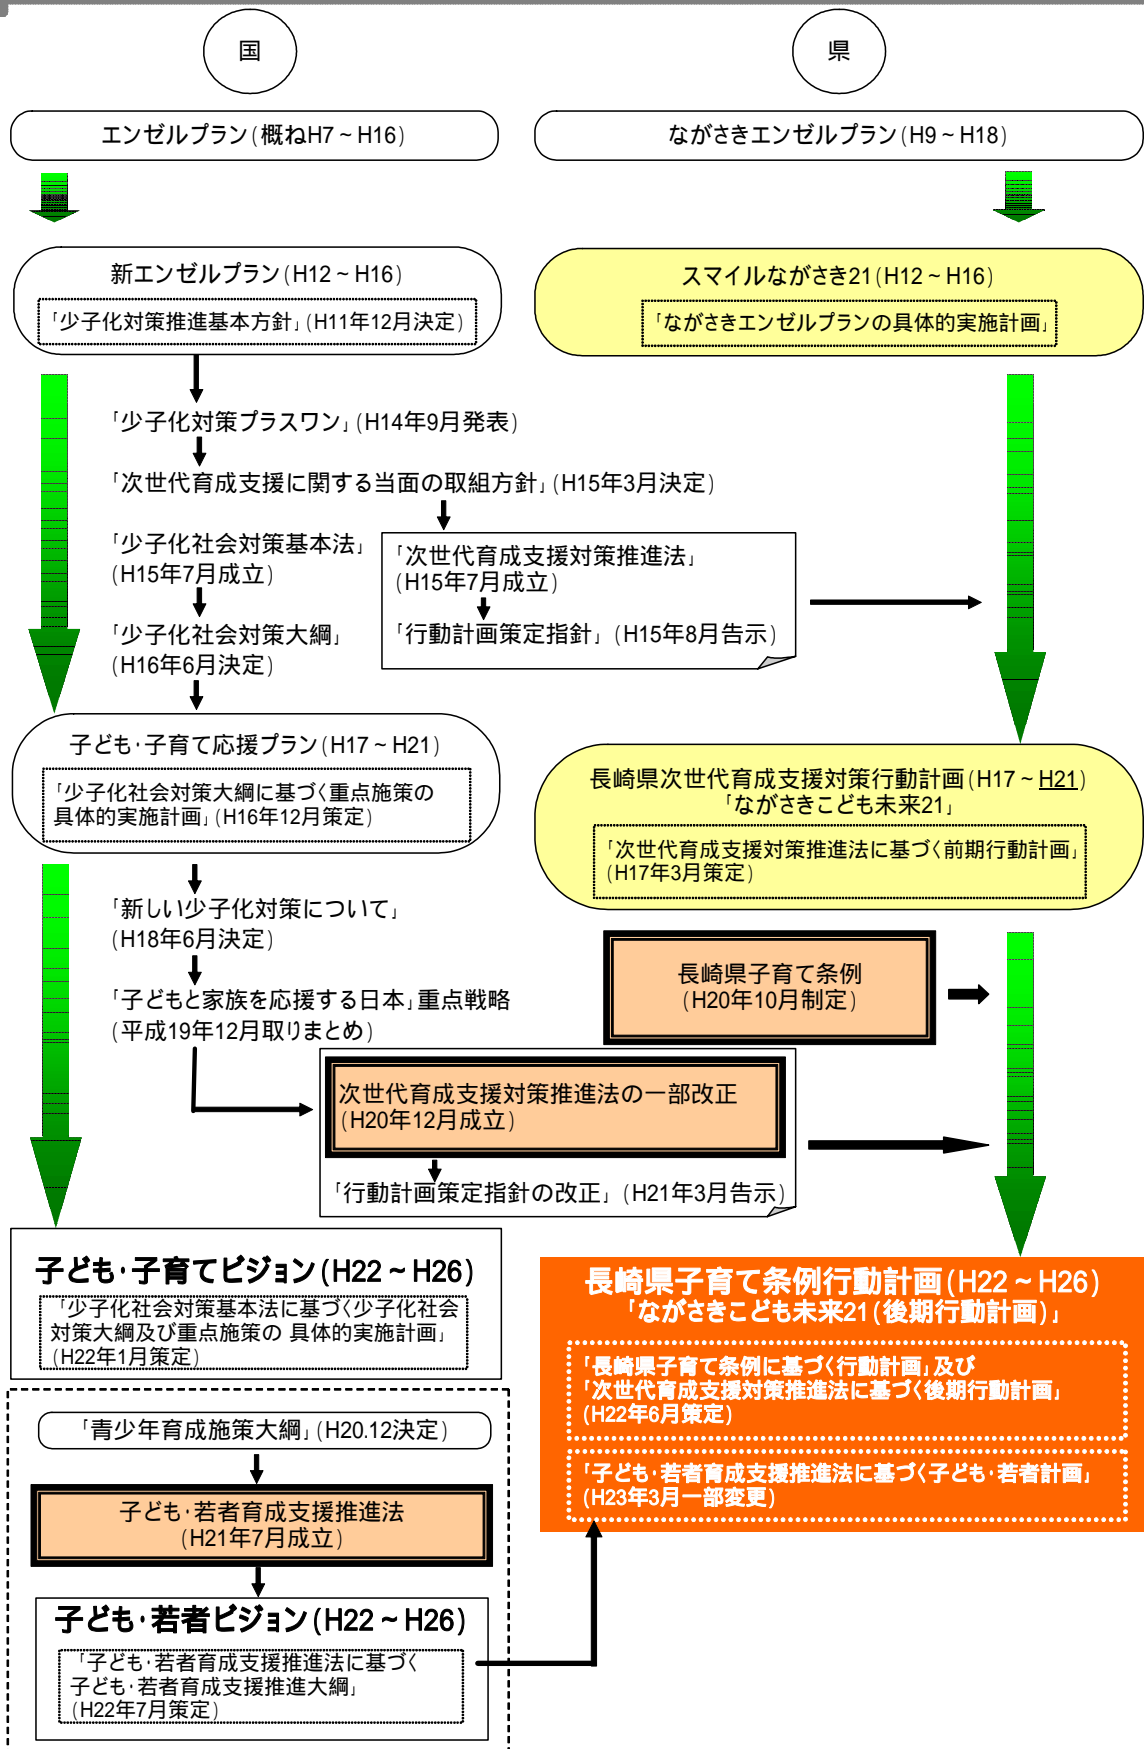 国
県
エンゼルプラン(概ねH7~H16)
ながさきエンゼルプラン(H9~H18)
新エンゼルプラン(H12~H16)
「少子化対策推進基本方針」(H11年12月決定)
スマイルながさき21(H12~H16)
「ながさきエンゼルプランの具体的実施計画」
「少子化対策プラスワン」(H14年9月発表)
「次世代育成支援に関する当面の取組方針」(H15年3月決定)
「少子化社会対策基本法」
(H15年7月成立)
「次世代育成支援対策推進法」
(H15年7月成立)
「行動計画策定指針」(H15年8月告示)
「少子化社会対策大綱」
(H16年6月決定)
子ども・子育て応援プラン(H17~H21)
「少子化社会対策大綱に基づく重点施策の
具体的実施計画」(H16年12月策定)
長崎県次世代育成支援対策行動計画(H17~H21)
「ながさきこども未来21」
「次世代育成支援対策推進法に基づく前期行動計画」
(H17年3月策定)
「新しい少子化対策について」
(H18年6月決定)
「子どもと家族を応援する日本」重点戦略
(平成19年12月取りまとめ)
長崎県子育て条例
(H20年10月制定)
次世代育成支援対策推進法の一部改正
(H20年12月成立)
「行動計画策定指針の改正」(H21年3月告示)
子ども・子育てビジョン(H22~H26)
「少子化社会対策基本法に基づく少子化社会
対策大綱及び重点施策の 具体的実施計画」
(H22年1月策定)
長崎県子育て条例行動計画(H22~H26)
「ながさきこども未来21(後期行動計画)」
「長崎県子育て条例に基づく行動計画」及び
「次世代育成支援対策推進法に基づく後期行動計画」
(H22年6月策定)
「子ども・若者育成支援推進法に基づく子ども・若者計画」
(H23年3月一部変更)
「青少年育成施策大綱」(H20.12決定)
子ども・若者育成支援推進法
(H21年7月成立)
子ども・若者ビジョン(H22~H26)
「子ども・若者育成支援推進法に基づく
子ども・若者育成支援推進大綱」
(H22年7月策定)